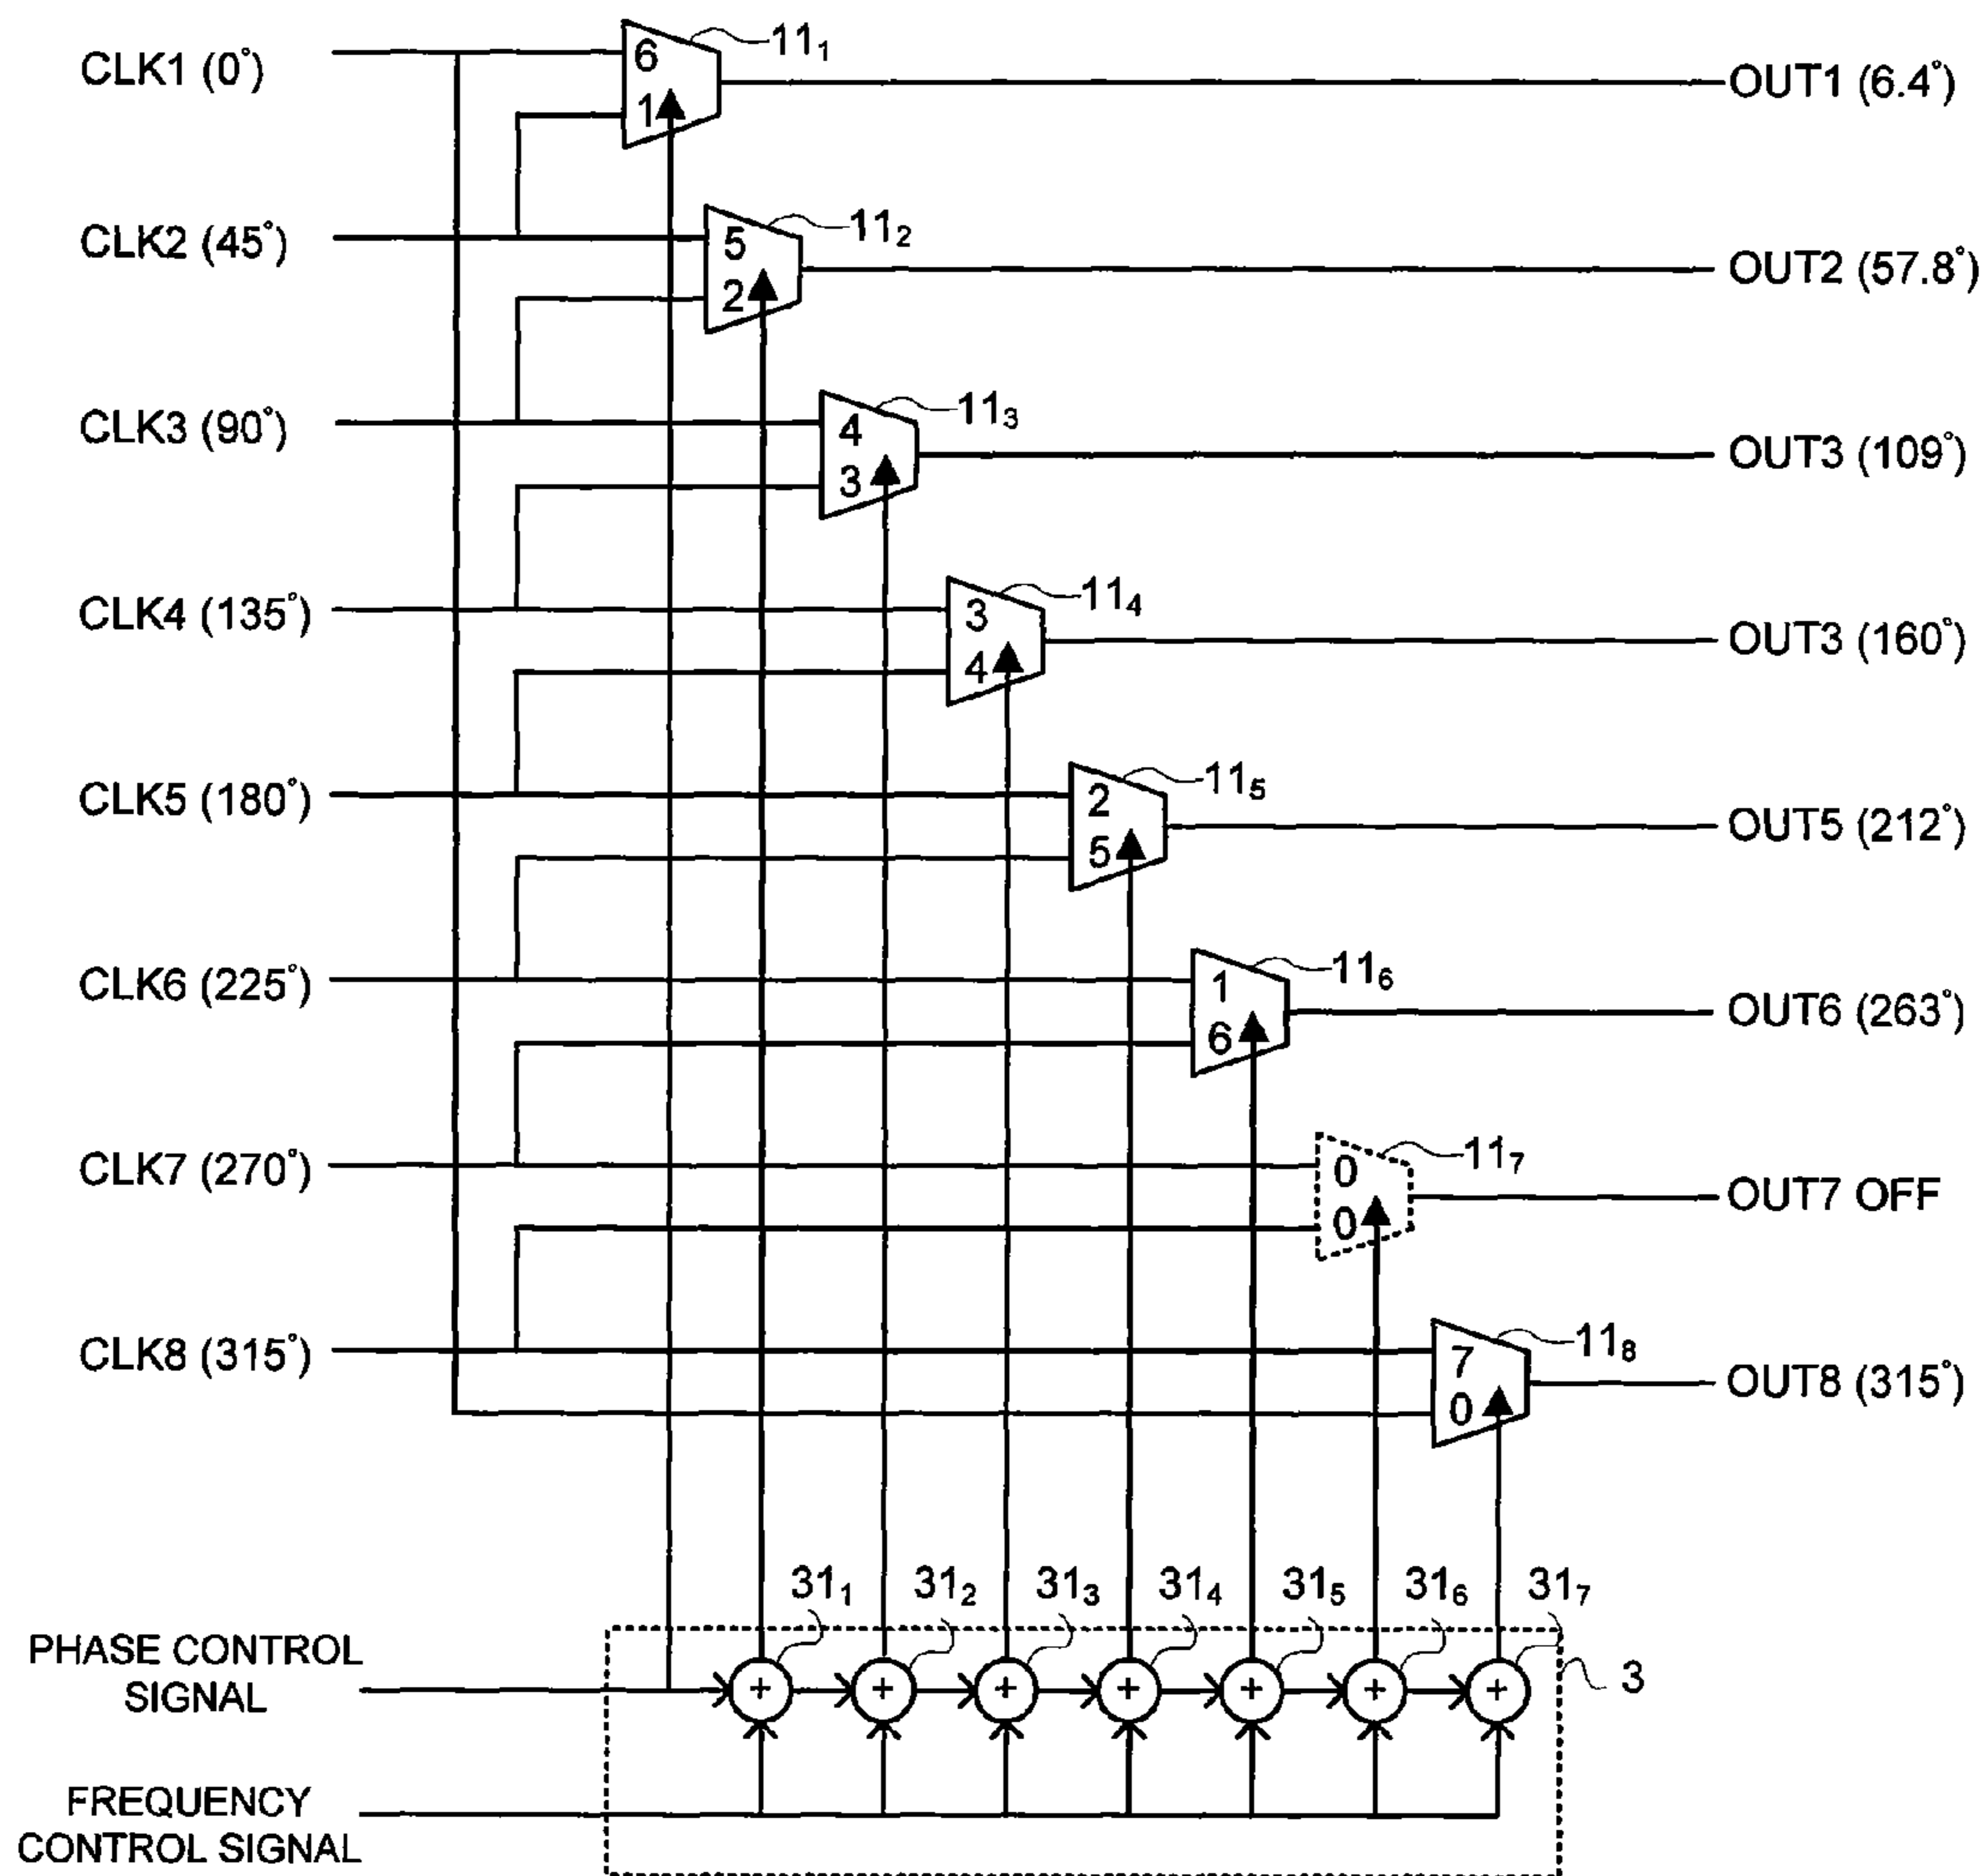 CLK1 (0°)
6
1
11₁
OUT1 (6.4°)
CLK2 (45°)
5
2
11₂
OUT2 (57.8°)
CLK3 (90°)
4
3
11₃
OUT3 (109°)
CLK4 (135°)
3
4
11₄
OUT3 (160°)
CLK5 (180°)
2
5
11₅
OUT5 (212°)
CLK6 (225°)
1
6
11₆
OUT6 (263°)
CLK7 (270°)
0
0
11₇
OUT7 OFF
CLK8 (315°)
7
0
11₈
OUT8 (315°)
31₁ 31₂ 31₃ 31₄ 31₅ 31₆ 31₇
PHASE CONTROL
SIGNAL
+ + + + + + +
3
FREQUENCY
CONTROL SIGNAL